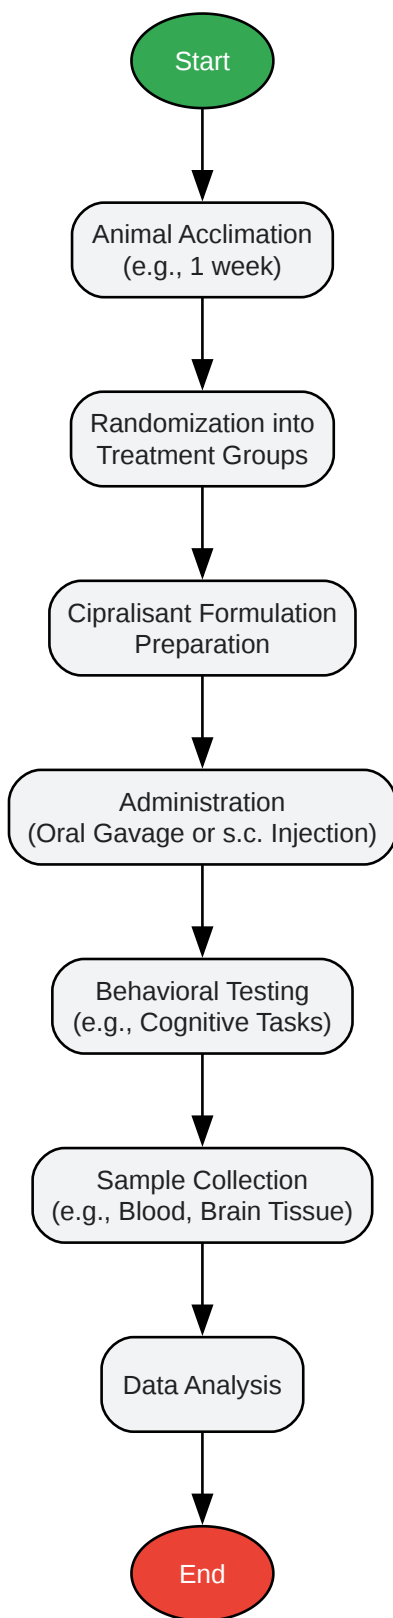 Start
Animal Acclimation
(e.g., 1 week)
Randomization into
Treatment Groups
Cipralisant Formulation
Preparation
Administration
(Oral Gavage or s.c. Injection)
Behavioral Testing
(e.g., Cognitive Tasks)
Sample Collection
(e.g., Blood, Brain Tissue)
Data Analysis
End